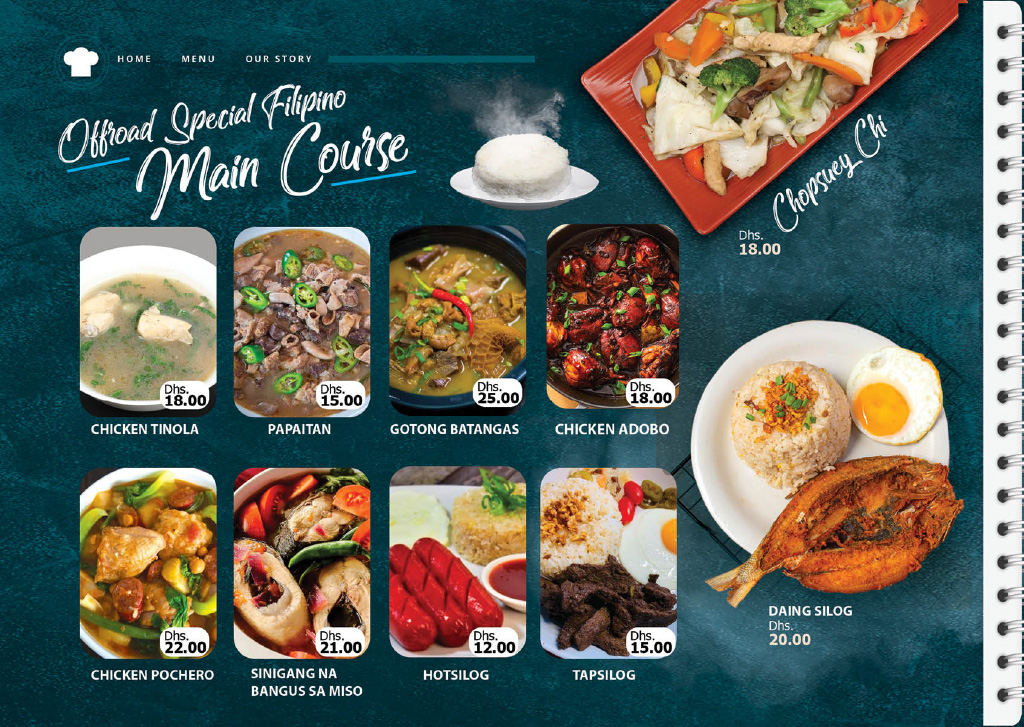 HOME MENU OUR STORY
Offroad Special Filipino
Main Course
Chopsuey Chi
Dhs.
18.00
Dhs.
18.00
CHICKEN TINOLA
Dhs.
15.00
PAPAITAN
Dhs.
25.00
GOTONG BATANGAS
Dhs.
18.00
CHICKEN ADOBO
Dhs.
22.00
CHICKEN POCHERO
Dhs.
21.00
SINIGANG NA
BANGUS SA MISO
Dhs.
12.00
HOTSILOG
Dhs.
15.00
TAPSILOG
DAING SILOG
Dhs.
20.00